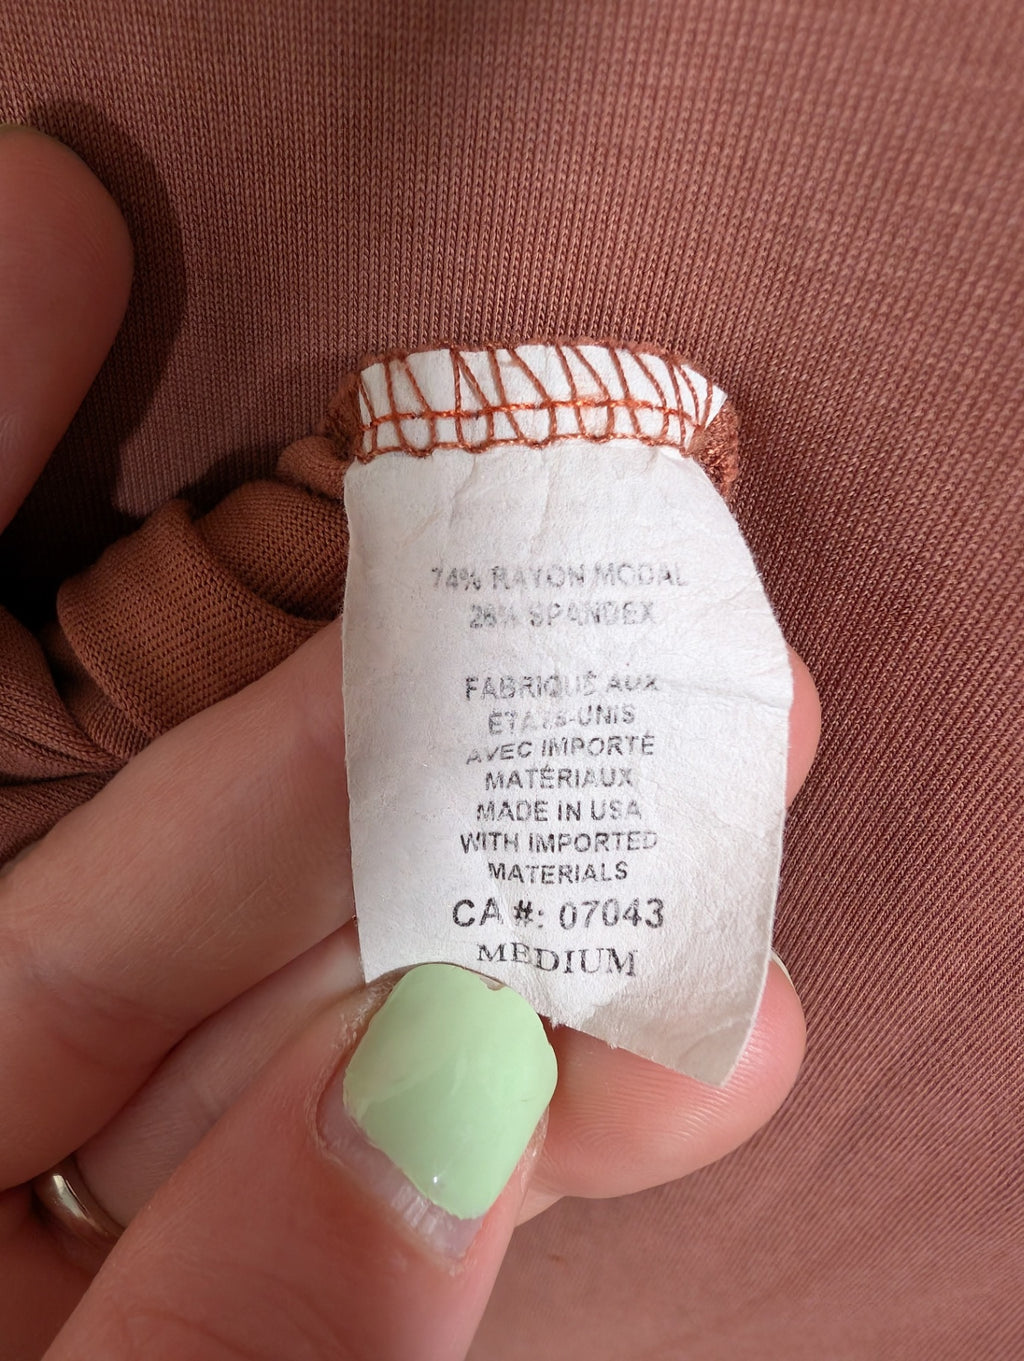 74% RAYON MODAL
26% SPANDEX
FABRIQUÉ AUX
ÉTATS-UNIS
AVEC IMPORTÉ
MATÉRIAUX
MADE IN USA
WITH IMPORTED
MATERIALS
CA #: 07043
MEDIUM